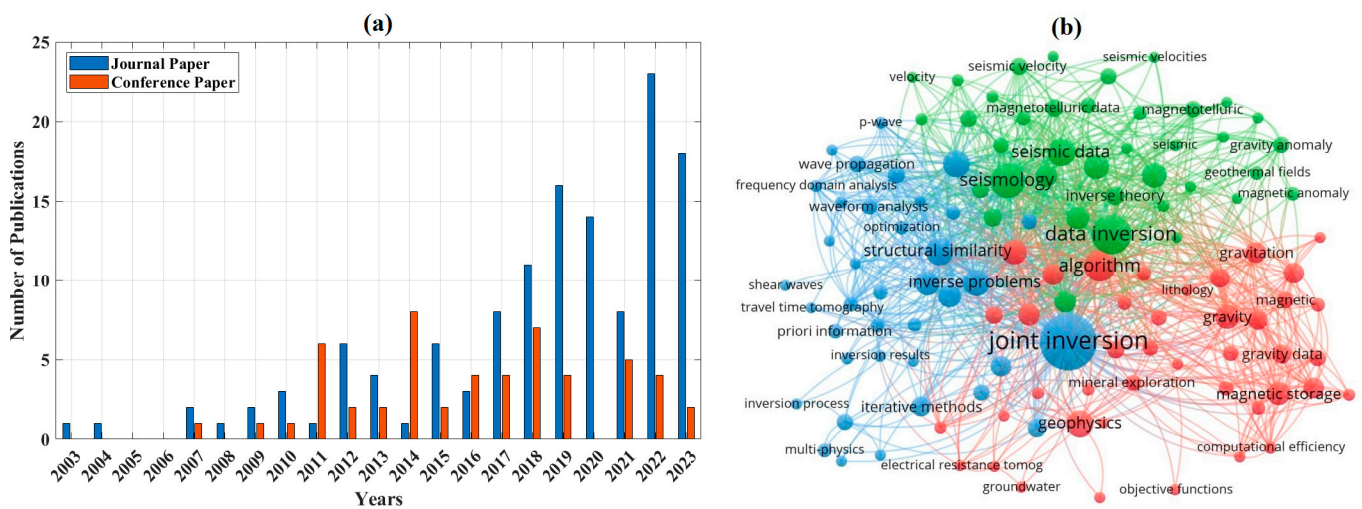 (a)
Number of Publications
25
20
15
10
5
0
Journal Paper
Conference Paper
2003
2004
2005
2006
2007
2008
2009
2010
2011
2012
2013
2014
2015
2016
2017
2018
2019
2020
2021
2022
2023
Years
(b)
seismic velocity
seismic velocities
velocity
magnetotelluric data
magnetotelluric
p-wave
seismic data
seismic
gravity anomaly
wave propagation
seismology
geothermal fields
frequency domain analysis
inverse theory
magnetic anomaly
waveform analysis
optimization
data inversion
structural similarity
gravitation
algorithm
inverse problems
lithology
shear waves
magnetic
travel time tomography
gravity
priori information
joint inversion
inversion results
gravity data
mineral exploration
magnetic storage
inversion process
iterative methods
geophysics
multi-physics
computational efficiency
electrical resistance tomog
groundwater
objective functions